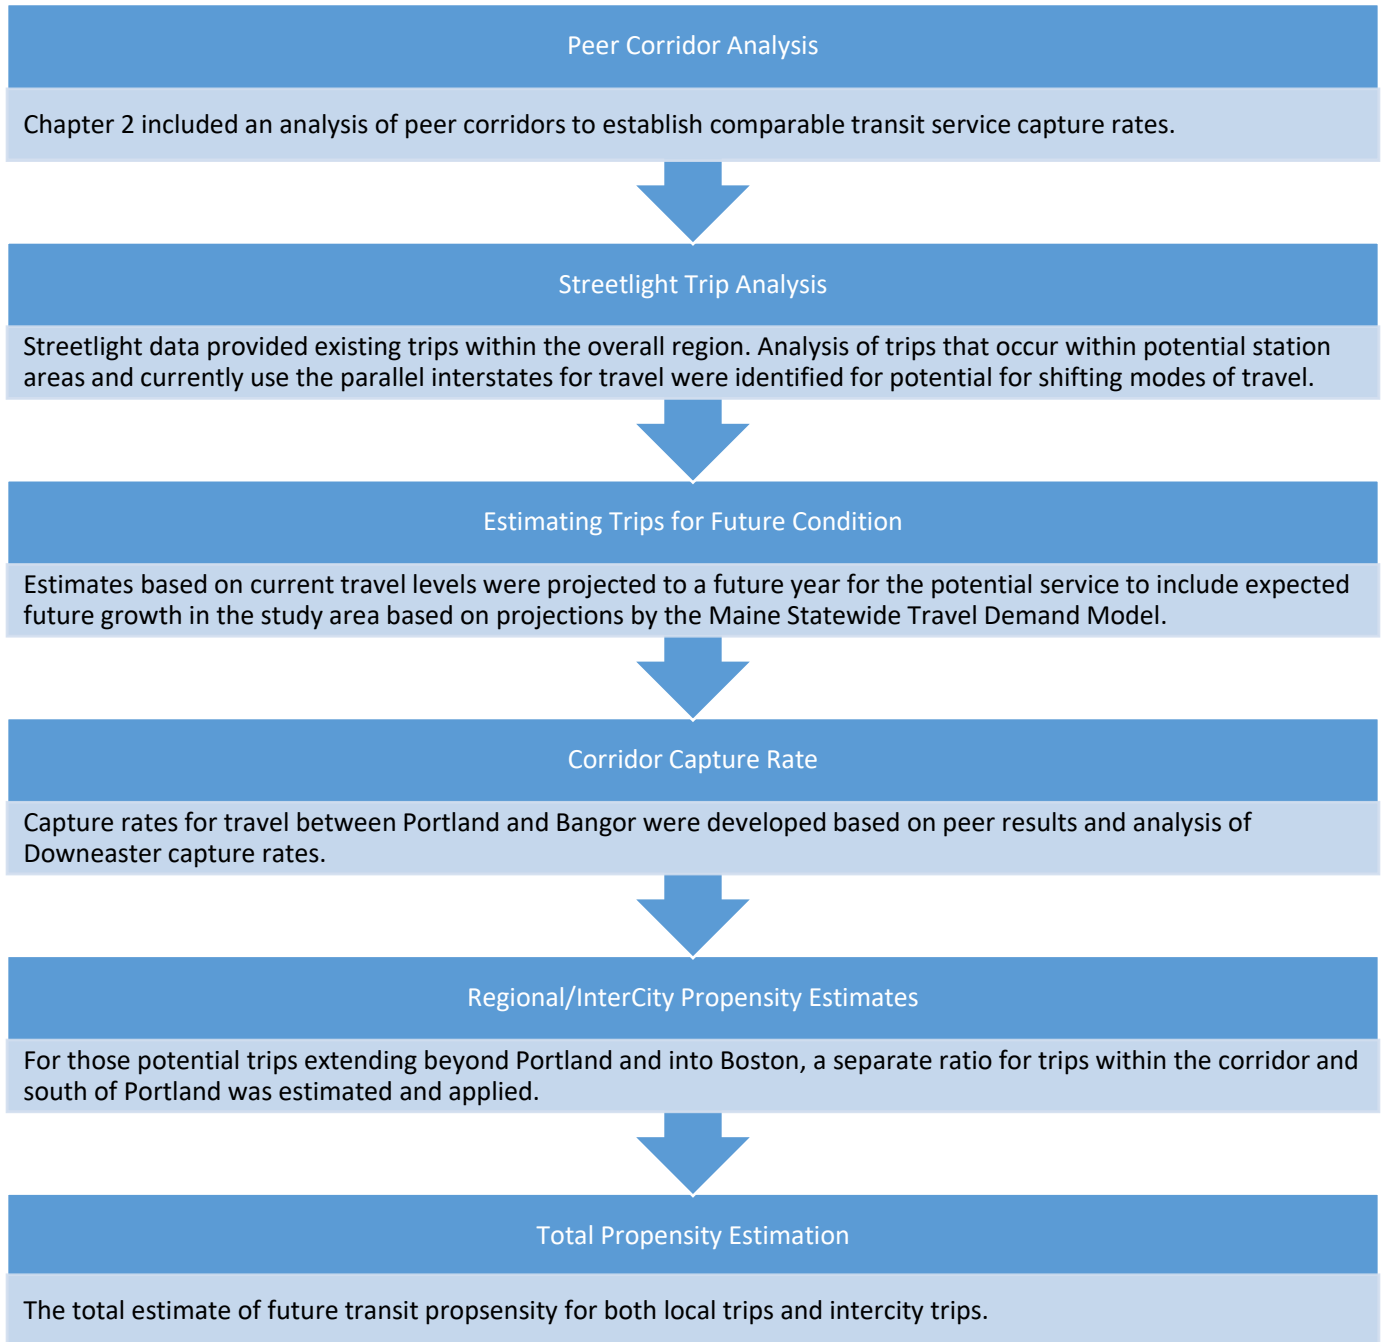 Peer Corridor Analysis
Chapter 2 included an analysis of peer corridors to establish comparable transit service capture rates.
Streetlight Trip Analysis
Streetlight data provided existing trips within the overall region. Analysis of trips that occur within potential station
areas and currently use the parallel interstates for travel were identified for potential for shifting modes of travel.
Estimating Trips for Future Condition
Estimates based on current travel levels were projected to a future year for the potential service to include expected
future growth in the study area based on projections by the Maine Statewide Travel Demand Model.
Corridor Capture Rate
Capture rates for travel between Portland and Bangor were developed based on peer results and analysis of
Downeaster capture rates.
Regional/InterCity Propensity Estimates
For those potential trips extending beyond Portland and into Boston, a separate ratio for trips within the corridor and
south of Portland was estimated and applied.
Total Propensity Estimation
The total estimate of future transit propsensity for both local trips and intercity trips.